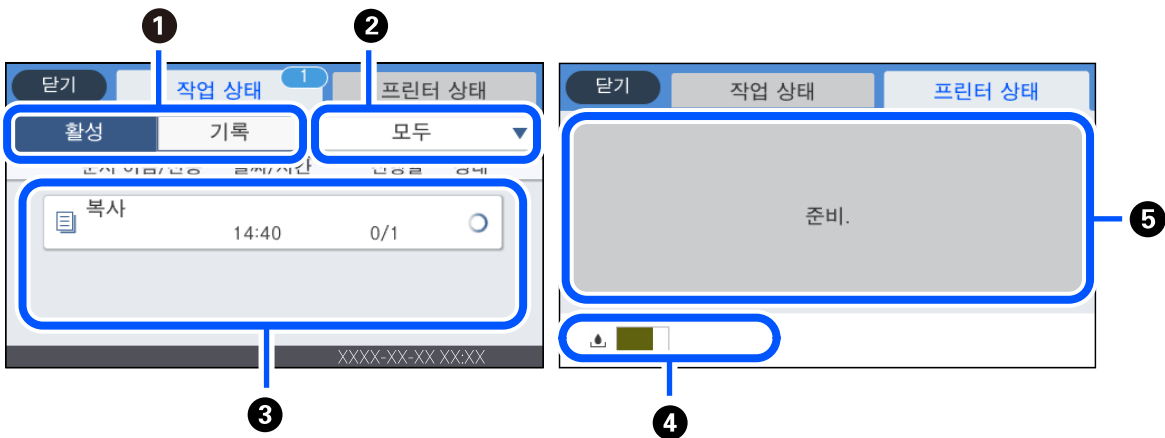 1 2
닫기 작업 상태 1 프린터 상태
활성 기록 모두
복사
14:40 0/1
XXXX-XX-XX XX:XX
3
닫기 작업 상태 프린터 상태
준비.
5
4